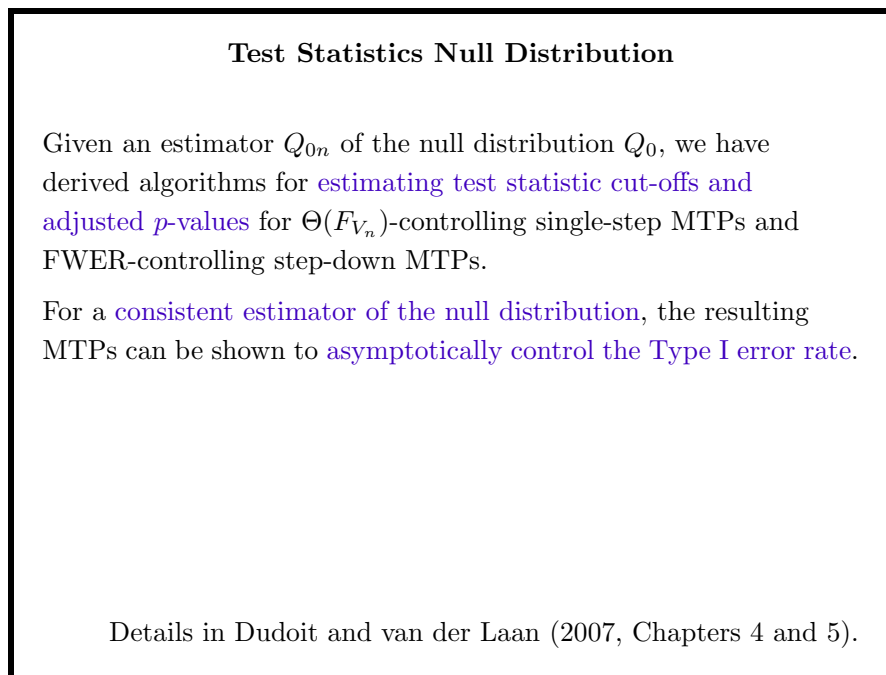 Test Statistics Null Distribution
Given an estimator Q₀ₙ of the null distribution Q₀, we have
derived algorithms for estimating test statistic cut-offs and
adjusted p-values for Θ(F_{V_n})-controlling single-step MTPs and
FWER-controlling step-down MTPs.
For a consistent estimator of the null distribution, the resulting
MTPs can be shown to asymptotically control the Type I error rate.
Details in Dudoit and van der Laan (2007, Chapters 4 and 5).